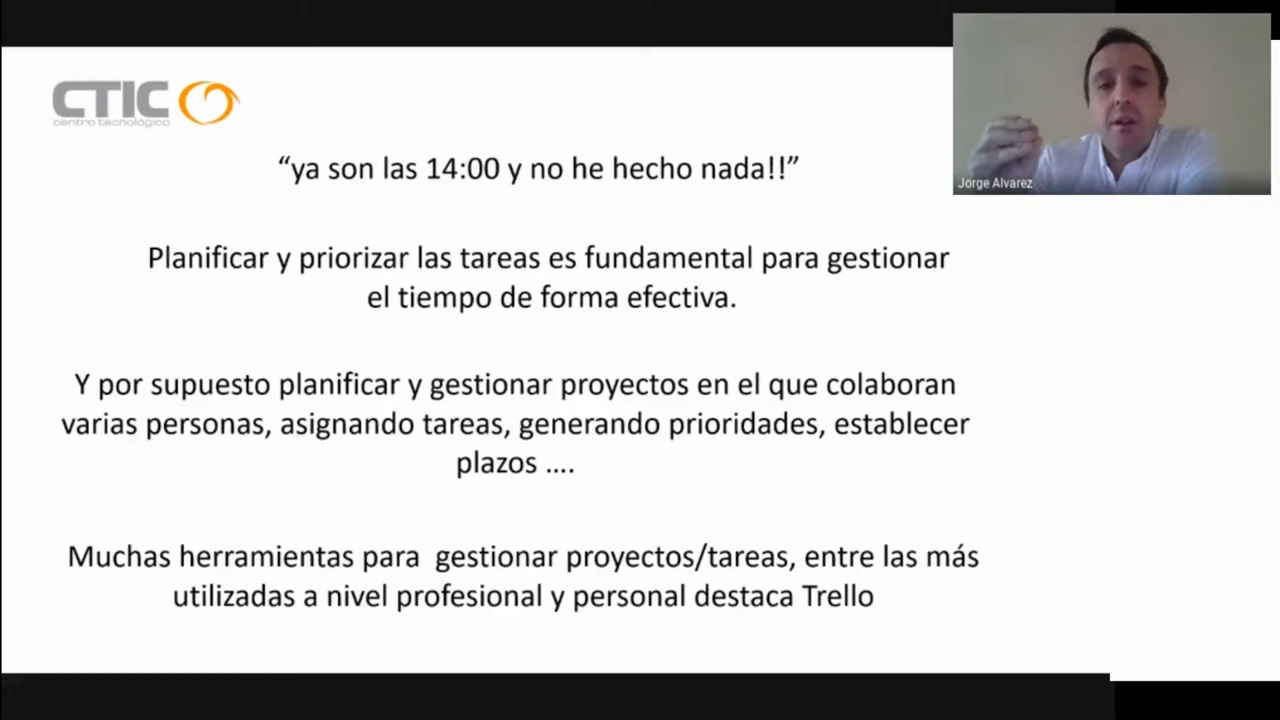 CTIC
centro tecnológico
“ya son las 14:00 y no he hecho nada!!”
Jorge Alvarez
Planificar y priorizar las tareas es fundamental para gestionar
el tiempo de forma efectiva.
Y por supuesto planificar y gestionar proyectos en el que colaboran
varias personas, asignando tareas, generando prioridades, establecer
plazos ....
Muchas herramientas para  gestionar proyectos/tareas, entre las más
utilizadas a nivel profesional y personal destaca Trello